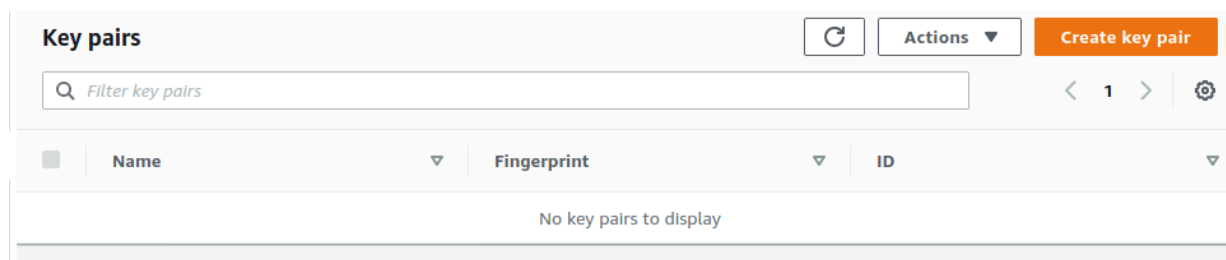 Key pairs
Actions
Create key pair
Filter key pairs
1
Name
Fingerprint
ID
No key pairs to display